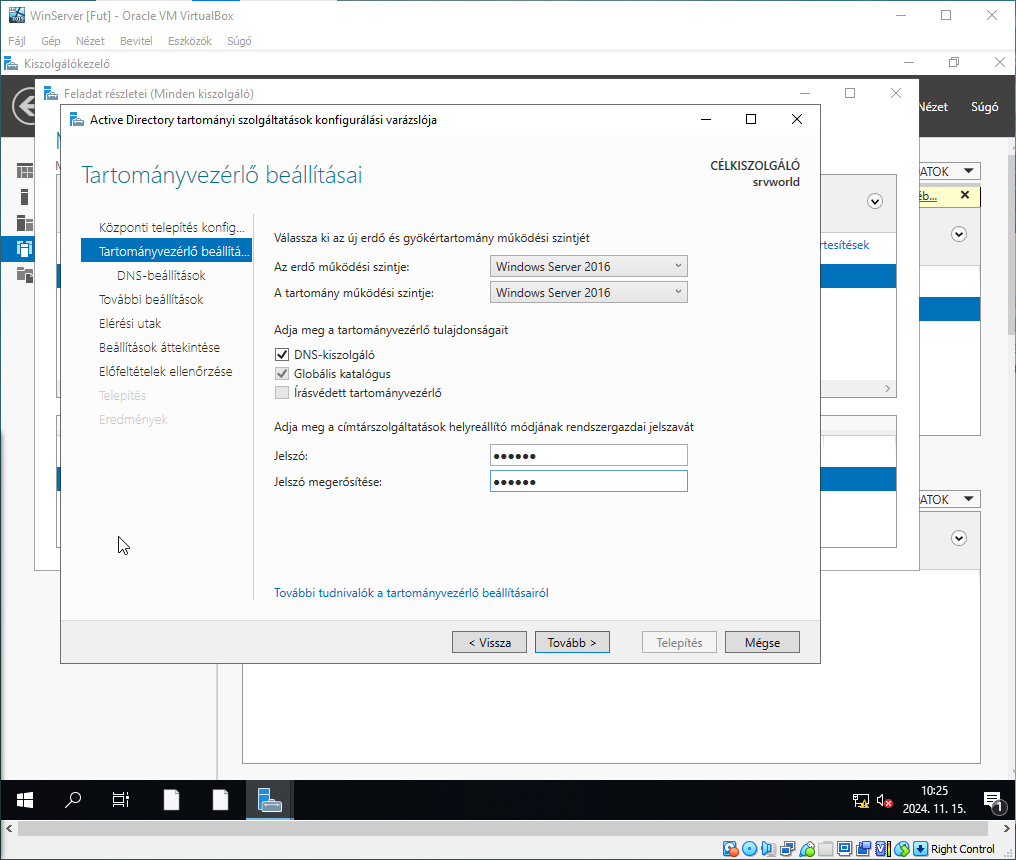 WinServer [Fut] - Oracle VM VirtualBox
Fájl Gép Nézet Bevitel Eszközök Súgó
Kiszolgálókezelő
Feladat részletei (Minden kiszolgáló)
Nézet Súgó
Active Directory tartományi szolgáltatások konfigurálási varázslója
Tartományvezérlő beállításai
CÉLKISZOLGÁLÓ
srvworld
Központi telepítés konfig...
Tartományvezérlő beállítá...
DNS-beállítások
További beállítások
Elérési utak
Beállítások áttekintése
Előfeltételek ellenőrzése
Telepítés
Eredmények
Válassza ki az új erdő és gyökértartomány működési szintjét
Az erdő működési szintje: Windows Server 2016
A tartomány működési szintje: Windows Server 2016
Adja meg a tartományvezérlő tulajdonságait
DNS-kiszolgáló
Globális katalógus
Írásvédett tartományvezérlő
Adja meg a címtárszolgáltatások helyreállító módjának rendszergazdai jelszavát
Jelszó: ●●●●●●
Jelszó megerősítése: ●●●●●●
További tudnivalók a tartományvezérlő beállításairól
< Vissza Tovább > Telepítés Mégse
10:25
2024. 11. 15.
1
Right Control